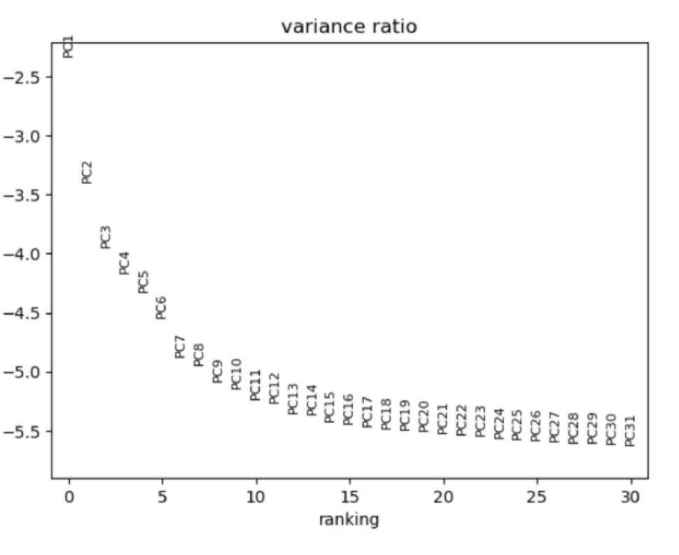 variance ratio
PC1
PC2
PC3
PC4
PC5
PC6
PC7
PC8
PC9
PC10
PC11
PC12
PC13
PC14
PC15
PC16
PC17
PC18
PC19
PC20
PC21
PC22
PC23
PC24
PC25
PC26
PC27
PC28
PC29
PC30
PC31
−2.5
−3.0
−3.5
−4.0
−4.5
−5.0
−5.5
0 5 10 15 20 25 30
ranking